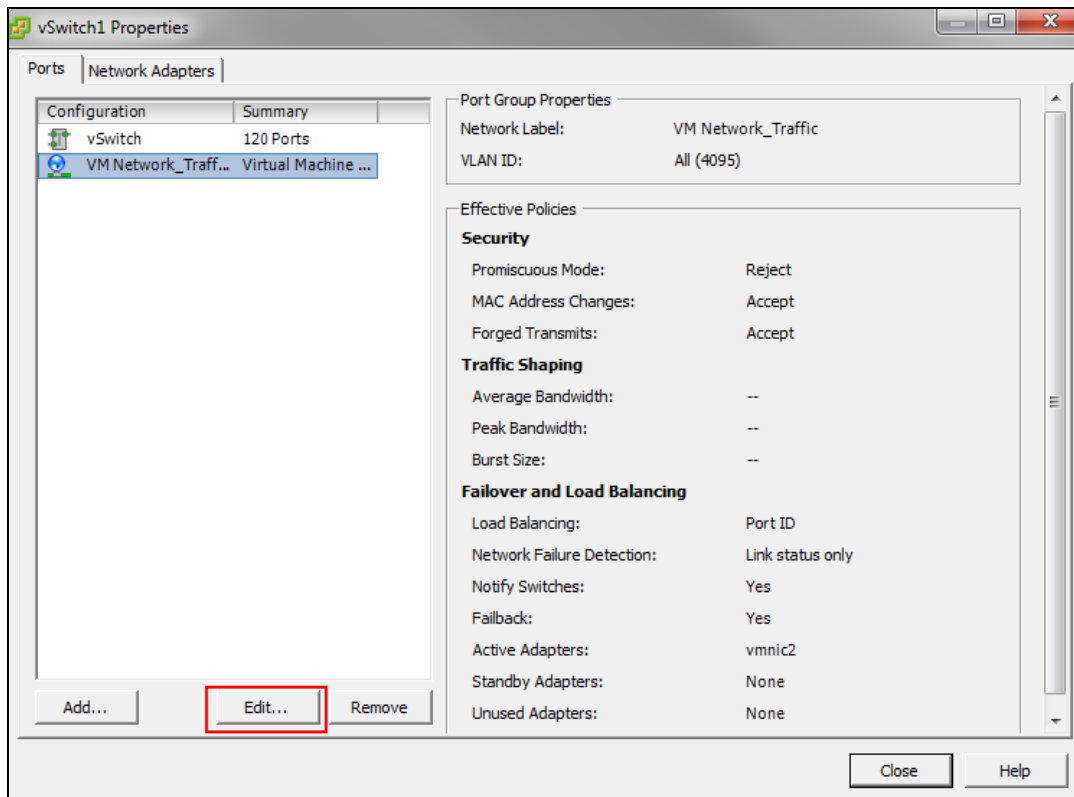 vSwitch1 Properties
Ports
Network Adapters
Configuration Summary
vSwitch 120 Ports
VM Network_Traff... Virtual Machine ...
Add...
Edit...
Remove
Port Group Properties
Network Label: VM Network_Traffic
VLAN ID: All (4095)
Effective Policies
Security
Promiscuous Mode: Reject
MAC Address Changes: Accept
Forged Transmits: Accept
Traffic Shaping
Average Bandwidth: --
Peak Bandwidth: --
Burst Size: --
Failover and Load Balancing
Load Balancing: Port ID
Network Failure Detection: Link status only
Notify Switches: Yes
Failback: Yes
Active Adapters: vmnic2
Standby Adapters: None
Unused Adapters: None
Close
Help